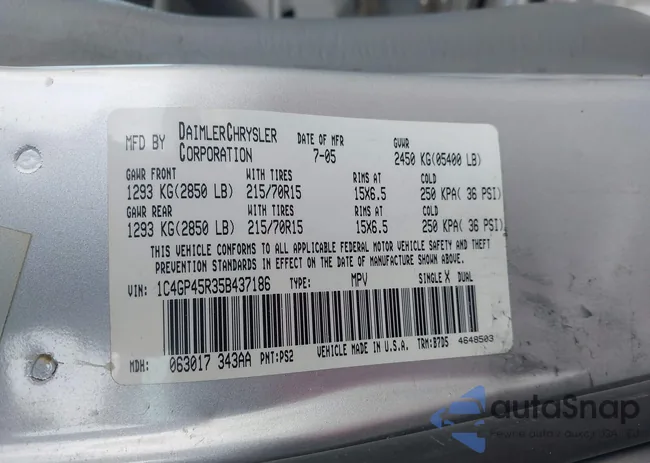 MFD BY DAIMLERCHRYSLER CORPORATION DATE OF MFR 7-05 GVWR 2450 KG(05400 LB)
GAWR FRONT WITH TIRES RIMS AT COLD
1293 KG(2850 LB) 215/70R15 15X6.5 250 KPA( 36 PSI)
GAWR REAR WITH TIRES RIMS AT COLD
1293 KG(2850 LB) 215/70R15 15X6.5 250 KPA( 36 PSI)
THIS VEHICLE CONFORMS TO ALL APPLICABLE FEDERAL MOTOR VEHICLE SAFETY AND THEFT
PREVENTION STANDARDS IN EFFECT ON THE DATE OF MANUFACTURE SHOWN ABOVE.
VIN: 1C4GP45R35B437186 TYPE: MPV SINGLE X DUAL
MDH: 063017 343AA PNT:PS2 VEHICLE MADE IN U.S.A. TRM:B7D5 4648503
autoSnap